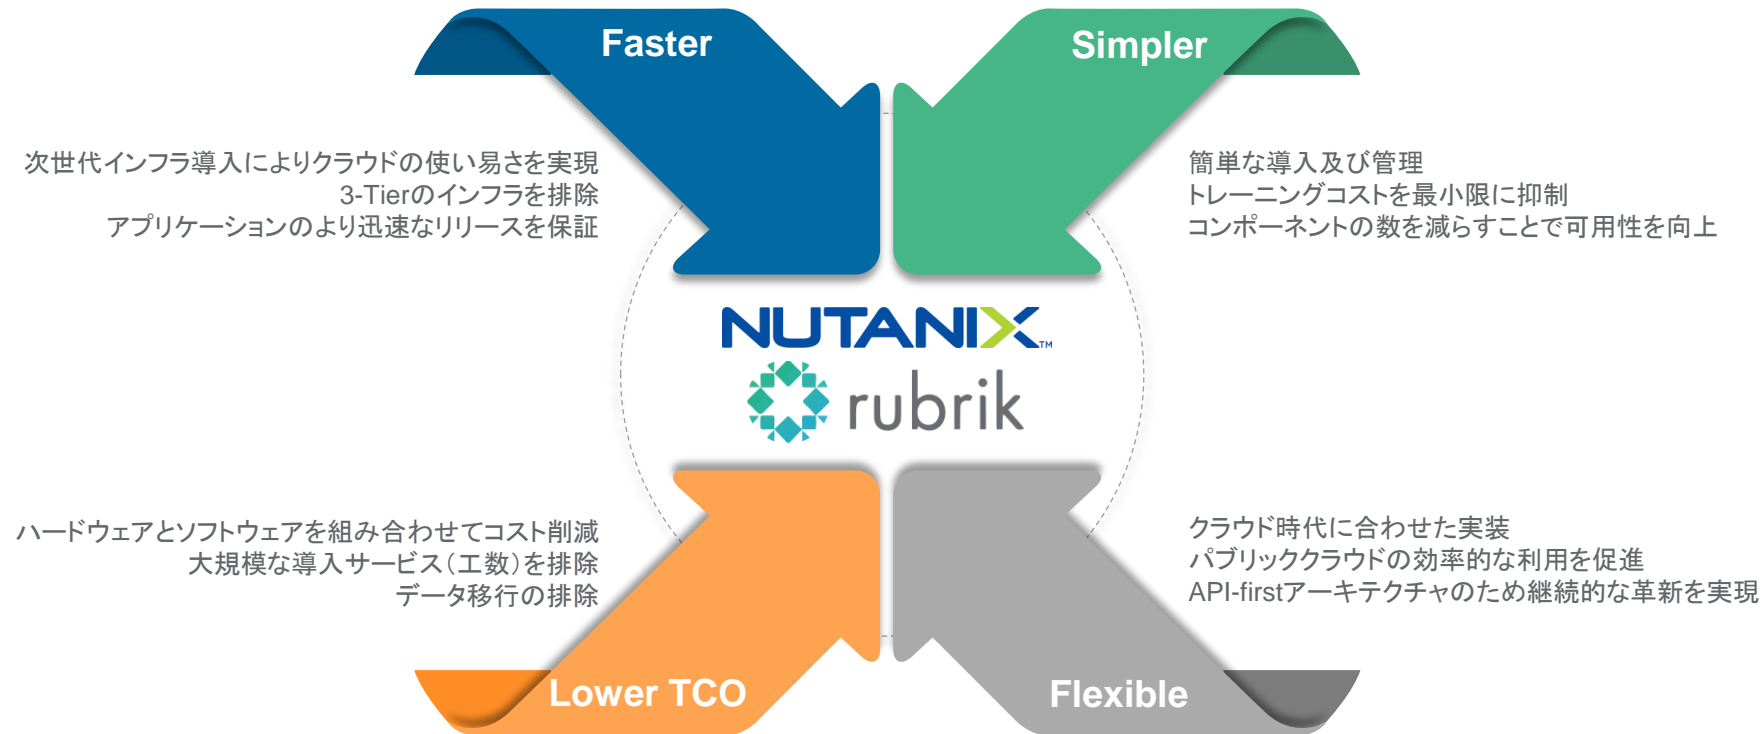 Faster
次世代インフラ導入によりクラウドの使い易さを実現
3-Tierのインフラを排除
アプリケーションのより迅速なリリースを保証
Simpler
簡単な導入及び管理
トレーニングコストを最小限に抑制
コンポーネントの数を減らすことで可用性を向上
NUTANIX™
rubrik
ハードウェアとソフトウェアを組み合わせてコスト削減
大規模な導入サービス（工数）を排除
データ移行の排除
Lower TCO
クラウド時代に合わせた実装
パブリッククラウドの効率的な利用を促進
API-firstアーキテクチャのため継続的な革新を実現
Flexible